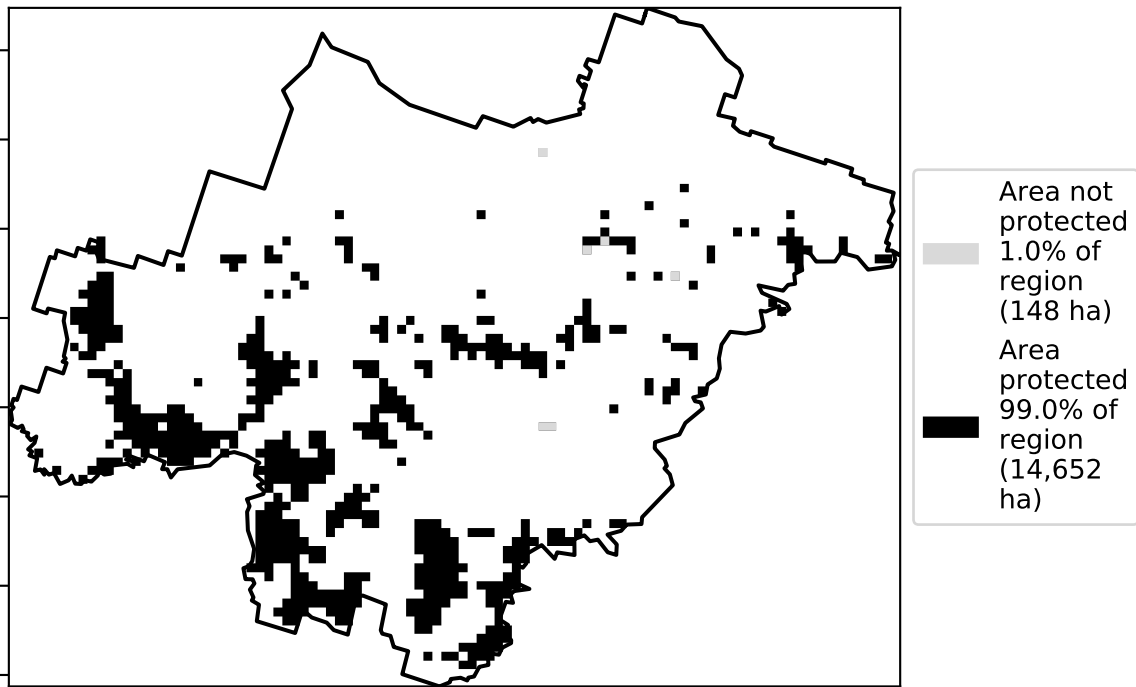 Area not
protected
1.0% of
region
(148 ha)
Area
protected
99.0% of
region
(14,652
ha)